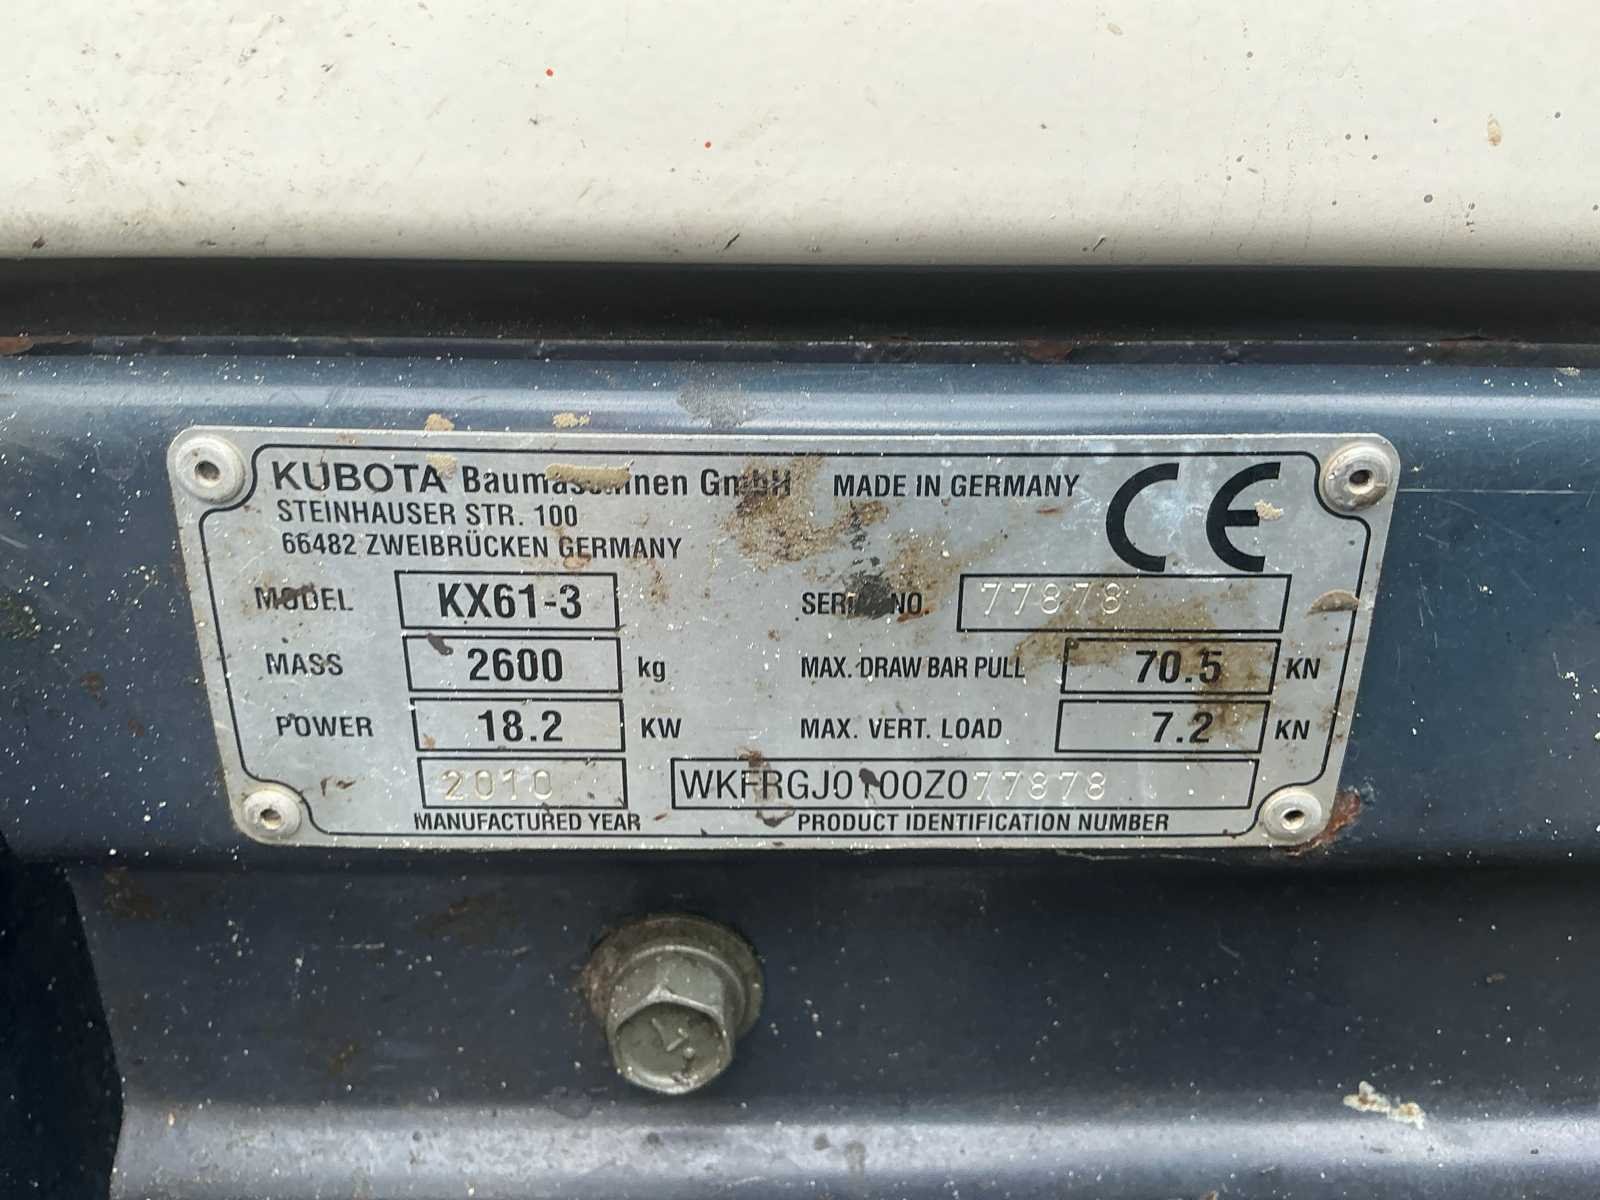 KUBOTA Baumaschinen GmbH MADE IN GERMANY CE
STEINHAUSER STR. 100
66482 ZWEIBRÜCKEN GERMANY
MODEL KX61-3 SERIAL NO. 77878
MASS 2600 kg MAX. DRAW BAR PULL 70.5 KN
POWER 18.2 KW MAX. VERT. LOAD 7.2 KN
2010 WKFRGJ0100Z077878
MANUFACTURED YEAR PRODUCT IDENTIFICATION NUMBER